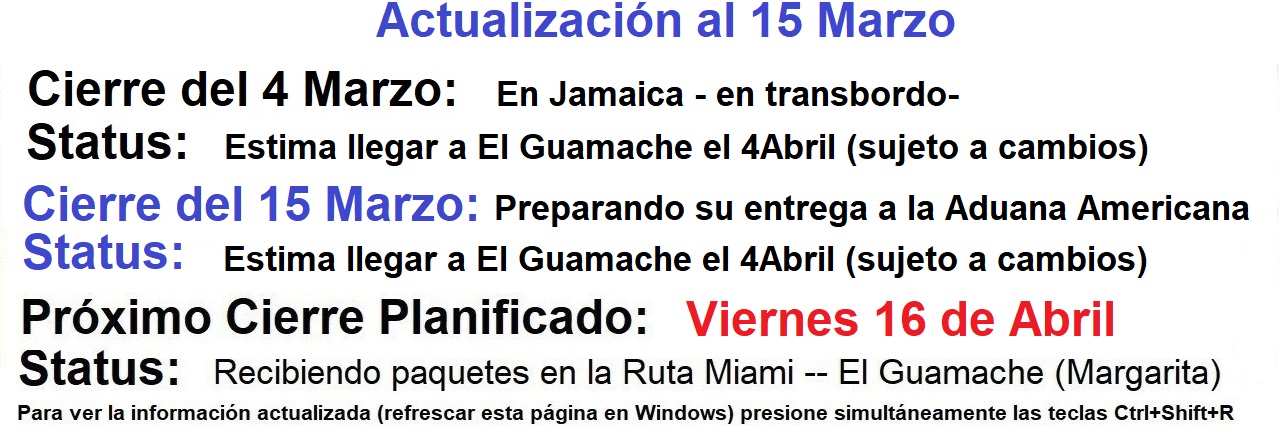 Actualización al 15 Marzo
Cierre del 4 Marzo: En Jamaica - en transbordo-
Status: Estima llegar a El Guamache el 4Abril (sujeto a cambios)
Cierre del 15 Marzo: Preparando su entrega a la Aduana Americana
Status: Estima llegar a El Guamache el 4Abril (sujeto a cambios)
Próximo Cierre Planificado: Viernes 16 de Abril
Status: Recibiendo paquetes en la Ruta Miami -- El Guamache (Margarita)
Para ver la información actualizada (refrescar esta página en Windows) presione simultáneamente las teclas Ctrl+Shift+R